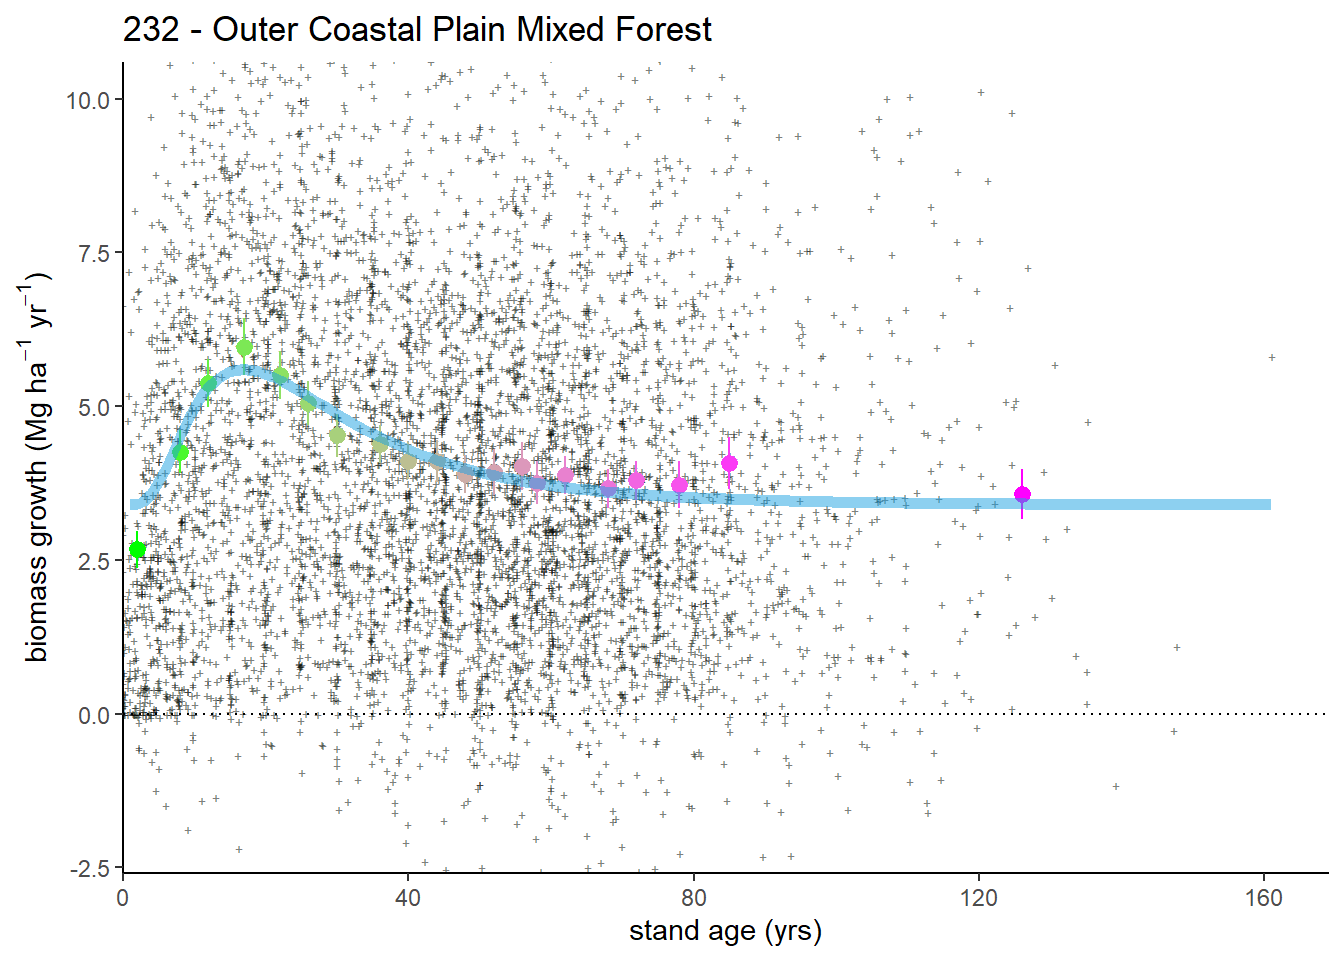 232 - Outer Coastal Plain Mixed Forest
biomass growth (Mg ha⁻¹ yr⁻¹)
10.0
7.5
5.0
2.5
0.0
-2.5
0 40 80 120 160
stand age (yrs)